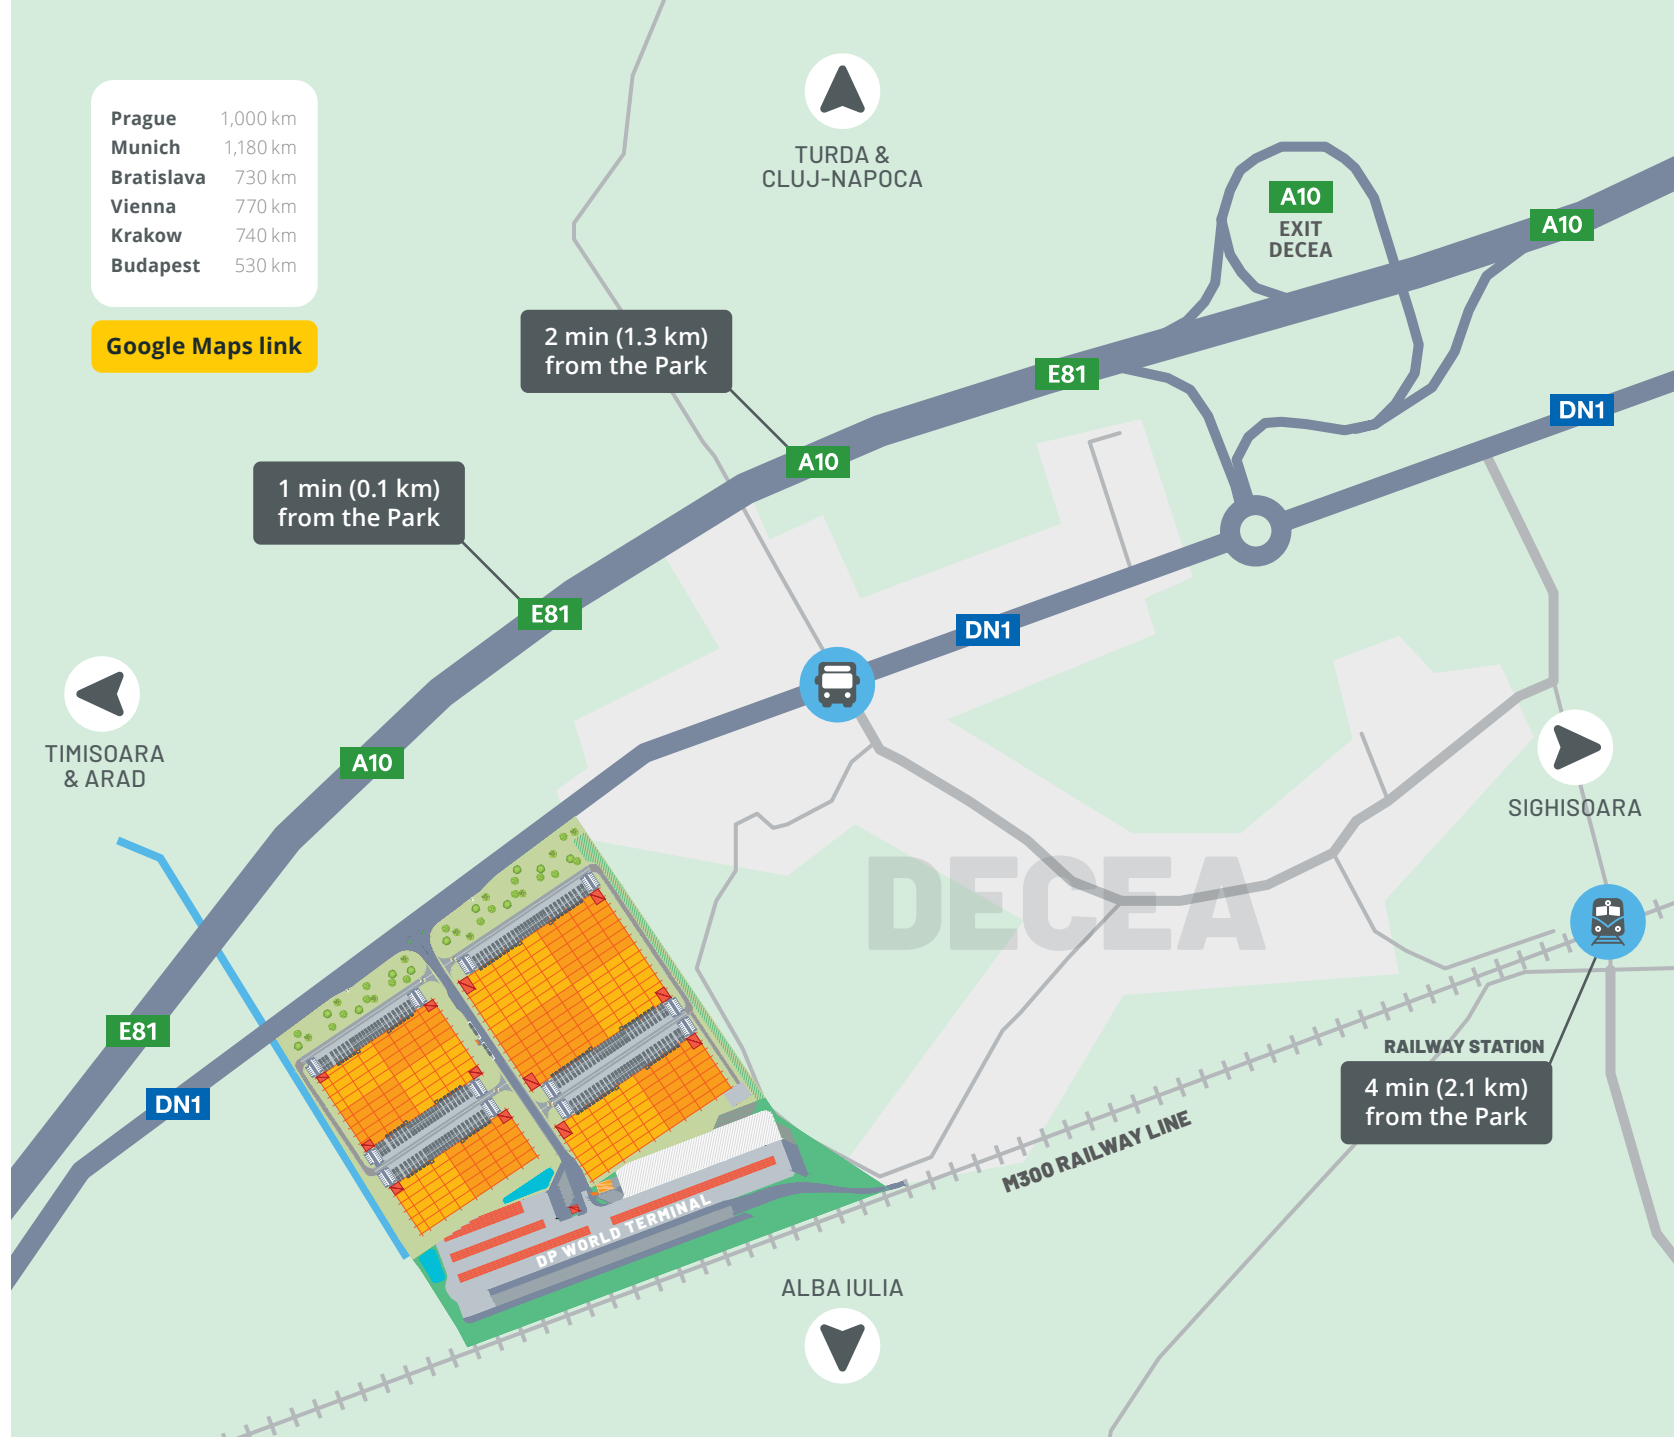 Prague 1,000 km
Munich 1,180 km
Bratislava 730 km
Vienna 770 km
Krakow 740 km
Budapest 530 km
Google Maps link
TURDA &
CLUJ-NAPOCA
A10
EXIT
DECEA
A10
2 min (1.3 km)
from the Park
E81
DN1
A10
1 min (0.1 km)
from the Park
E81
DN1
TIMISOARA
& ARAD
A10
SIGHISOARA
DECEA
E81
RAILWAY STATION
4 min (2.1 km)
from the Park
DN1
M300 RAILWAY LINE
DP WORLD TERMINAL
ALBA IULIA